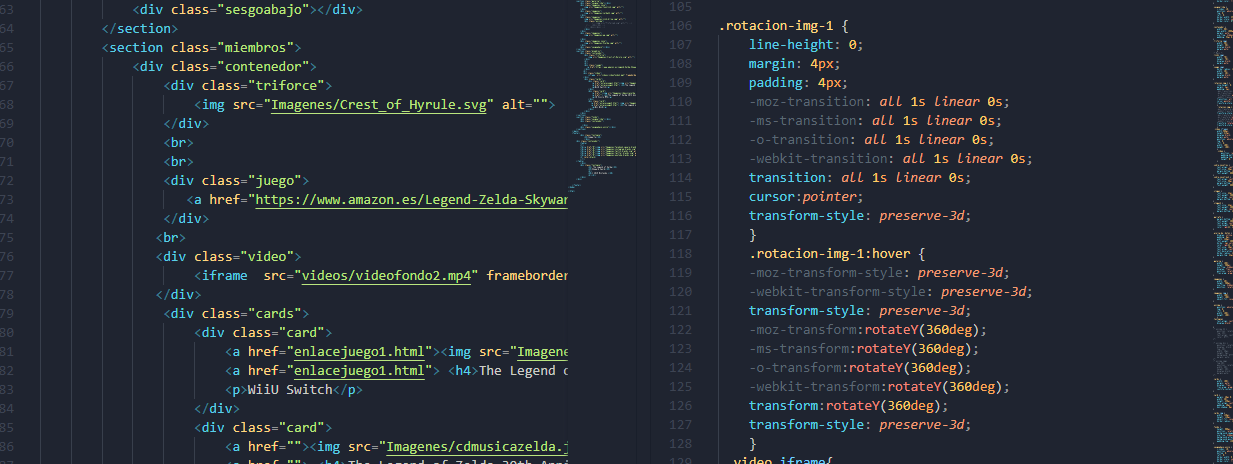 63 <div class="sesgoabajo"></div>
64 </section>
65 <section class="miembros">
66 <div class="contenedor">
67 <div class="triforce">
68 <img src="Imagenes/Crest_of_Hyrule.svg" alt="">
69 </div>
70 <br>
71 <br>
72 <div class="juego">
73 <a href="https://www.amazon.es/Legend-Zelda-Skywar
74 </div>
75 <br>
76 <div class="video">
77 <iframe  src="videos/videofondo2.mp4" frameborder
78 </div>
79 <div class="cards">
80 <div class="card">
81 <a href="enlacejuego1.html"><img src="Imagene
82 <a href="enlacejuego1.html"> <h4>The Legend o
83 <p>WiiU Switch</p>
84 </div>
85 <div class="card">
86 <a href=""><img src="Imagenes/cdmusicazelda.j
<a href=""> <h4>The Legend of Zelda 30th Anni
105
106 .rotacion-img-1 {
107 line-height: 0;
108 margin: 4px;
109 padding: 4px;
110 -moz-transition: all 1s linear 0s;
111 -ms-transition: all 1s linear 0s;
112 -o-transition: all 1s linear 0s;
113 -webkit-transition: all 1s linear 0s;
114 transition: all 1s linear 0s;
115 cursor:pointer;
116 transform-style: preserve-3d;
117 }
118 .rotacion-img-1:hover {
119 -moz-transform-style: preserve-3d;
120 -webkit-transform-style: preserve-3d;
121 transform-style: preserve-3d;
122 -moz-transform:rotateY(360deg);
123 -ms-transform:rotateY(360deg);
124 -o-transform:rotateY(360deg);
125 -webkit-transform:rotateY(360deg);
126 transform:rotateY(360deg);
127 transform-style: preserve-3d;
128 }
129 .video iframe{